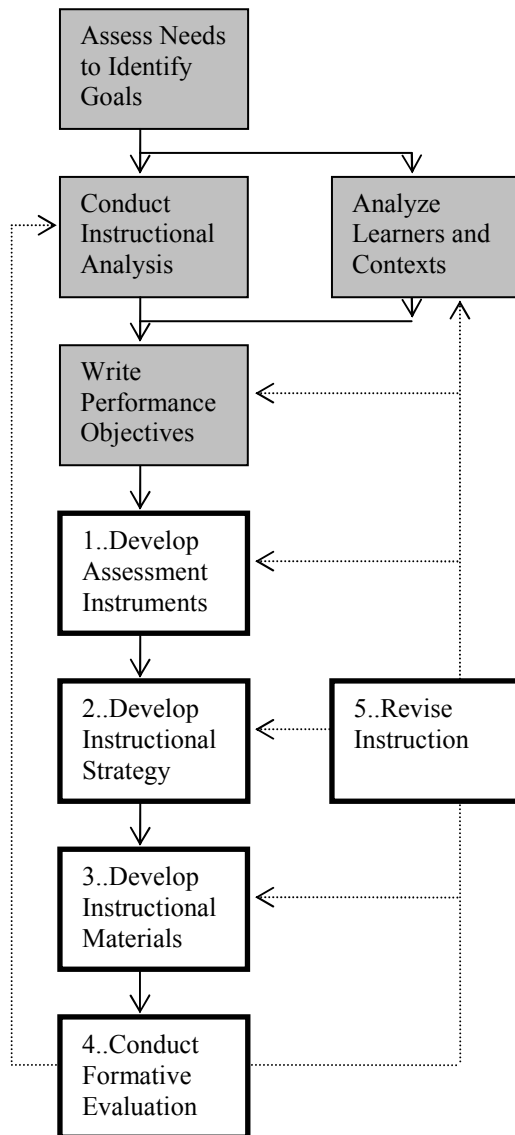 Assess Needs
to Identify
Goals
Conduct
Instructional
Analysis
Analyze
Learners and
Contexts
Write
Performance
Objectives
1..Develop
Assessment
Instruments
2..Develop
Instructional
Strategy
5..Revise
Instruction
3..Develop
Instructional
Materials
4..Conduct
Formative
Evaluation